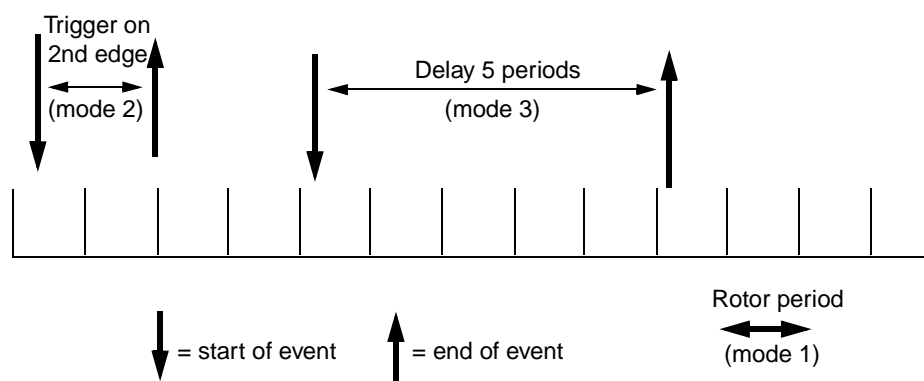 Trigger on
2nd edge
(mode 2)
Delay 5 periods
(mode 3)
Rotor period
(mode 1)
= start of event
= end of event